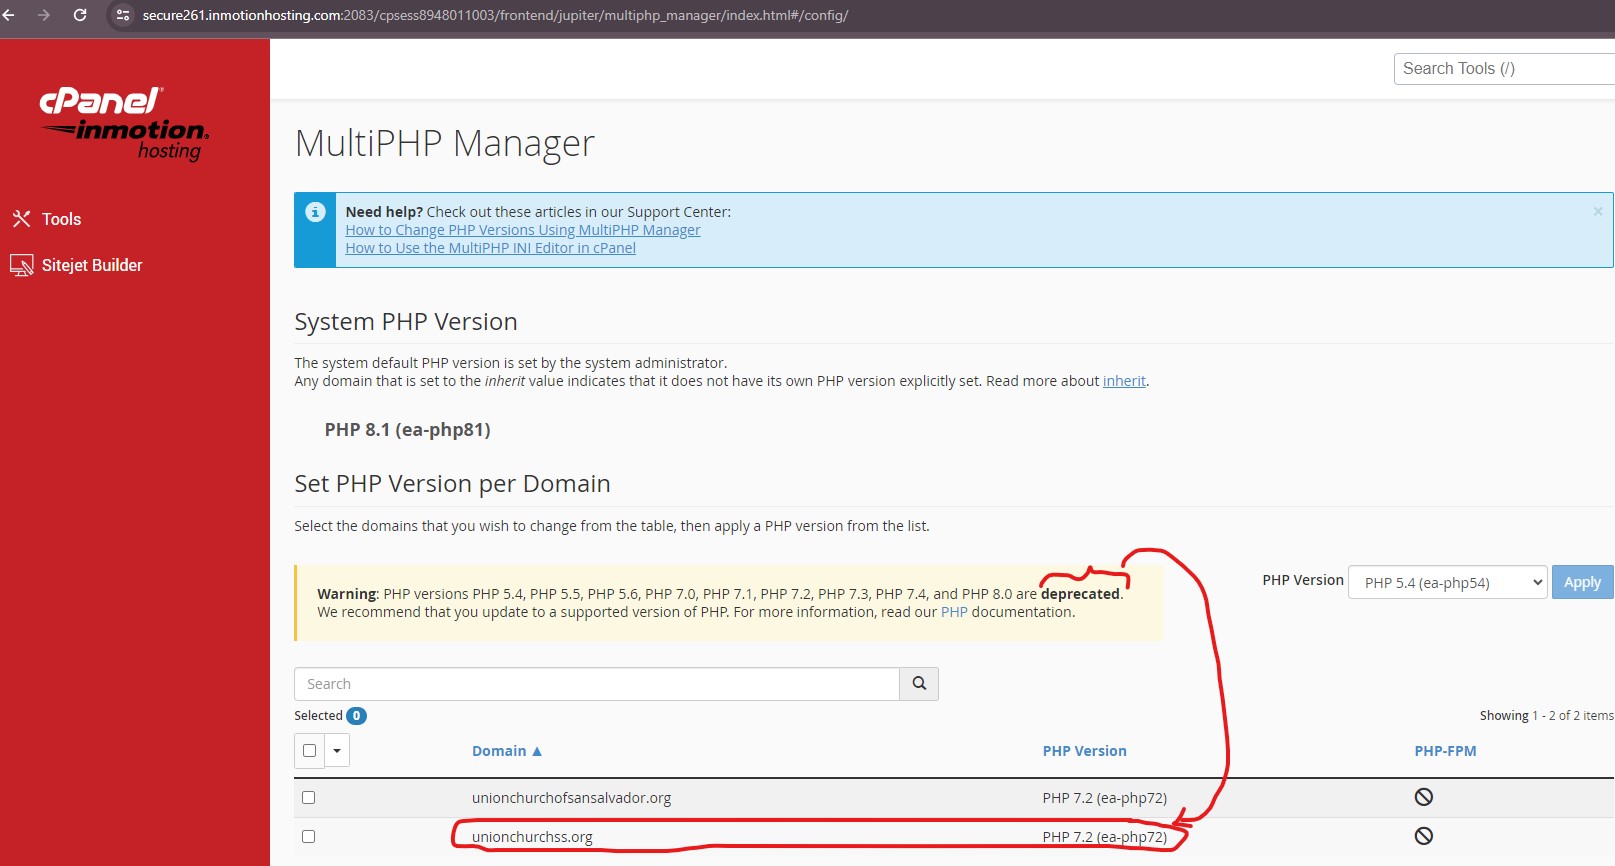 secure261.inmotionhosting.com:2083/cpsess8948011003/frontend/jupiter/multiphp_manager/index.html#/config/
Search Tools (/)
cPanel®
inmotion®
hosting
Tools
Sitejet Builder
MultiPHP Manager
Need help? Check out these articles in our Support Center:
How to Change PHP Versions Using MultiPHP Manager
How to Use the MultiPHP INI Editor in cPanel
×
System PHP Version
The system default PHP version is set by the system administrator.
Any domain that is set to the inherit value indicates that it does not have its own PHP version explicitly set. Read more about inherit.
PHP 8.1 (ea-php81)
Set PHP Version per Domain
Select the domains that you wish to change from the table, then apply a PHP version from the list.
Warning: PHP versions PHP 5.4, PHP 5.5, PHP 5.6, PHP 7.0, PHP 7.1, PHP 7.2, PHP 7.3, PHP 7.4, and PHP 8.0 are deprecated.
We recommend that you update to a supported version of PHP. For more information, read our PHP documentation.
PHP Version PHP 5.4 (ea-php54) Apply
Search
Selected 0
Showing 1 - 2 of 2 items
Domain ▲ PHP Version PHP-FPM
unionchurchofsansalvador.org PHP 7.2 (ea-php72)
unionchurchss.org PHP 7.2 (ea-php72)